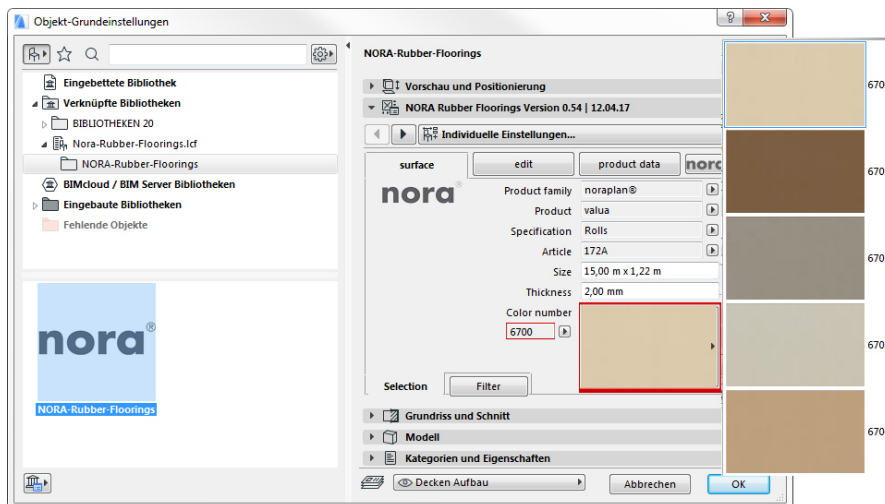 Objekt-Grundeinstellungen
Eingebettete Bibliothek
Verknüpfte Bibliotheken
BIBLIOTHEKEN 20
Nora-Rubber-Floorings.lcf
NORA-Rubber-Floorings
BIMcloud / BIM Server Bibliotheken
Eingebaute Bibliotheken
Fehlende Objekte
nora®
NORA-Rubber-Floorings
NORA-Rubber-Floorings
Vorschau und Positionierung
NORA Rubber Floorings Version 0.54 | 12.04.17
Individuelle Einstellungen...
surface edit product data nora
nora®
Product family noraplan®
Product valua
Specification Rolls
Article 172A
Size 15,00 m x 1,22 m
Thickness 2,00 mm
Color number
6700
Selection Filter
Grundriss und Schnitt
Modell
Kategorien und Eigenschaften
Decken Aufbau
Abbrechen OK
670
670
670
670
670